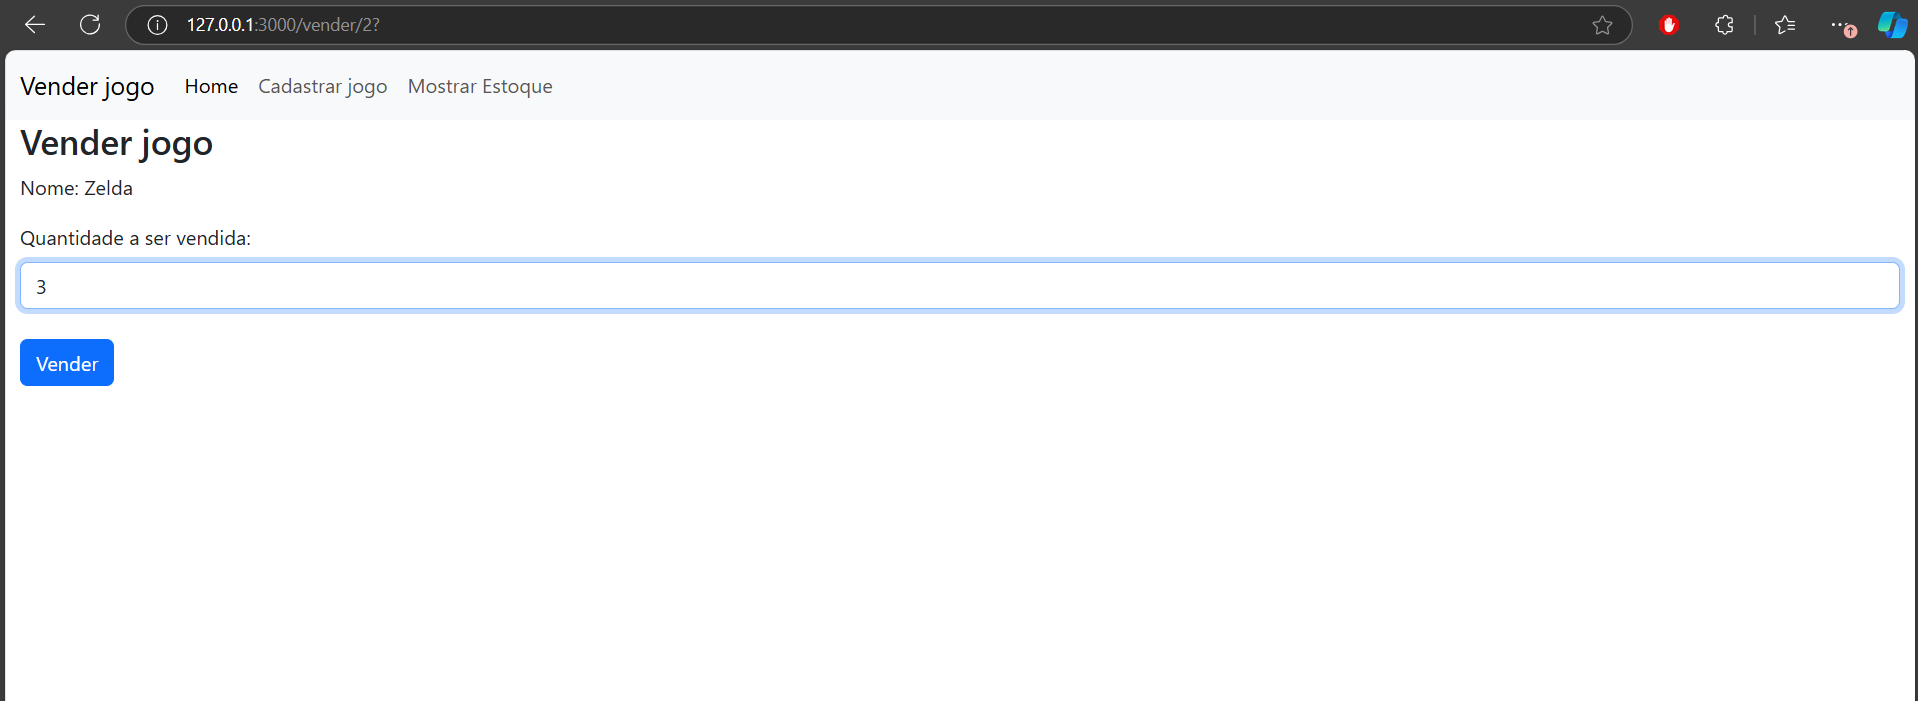 127.0.0.1:3000/vender/2?
Vender jogo Home Cadastrar jogo Mostrar Estoque
Vender jogo
Nome: Zelda
Quantidade a ser vendida:
3
Vender